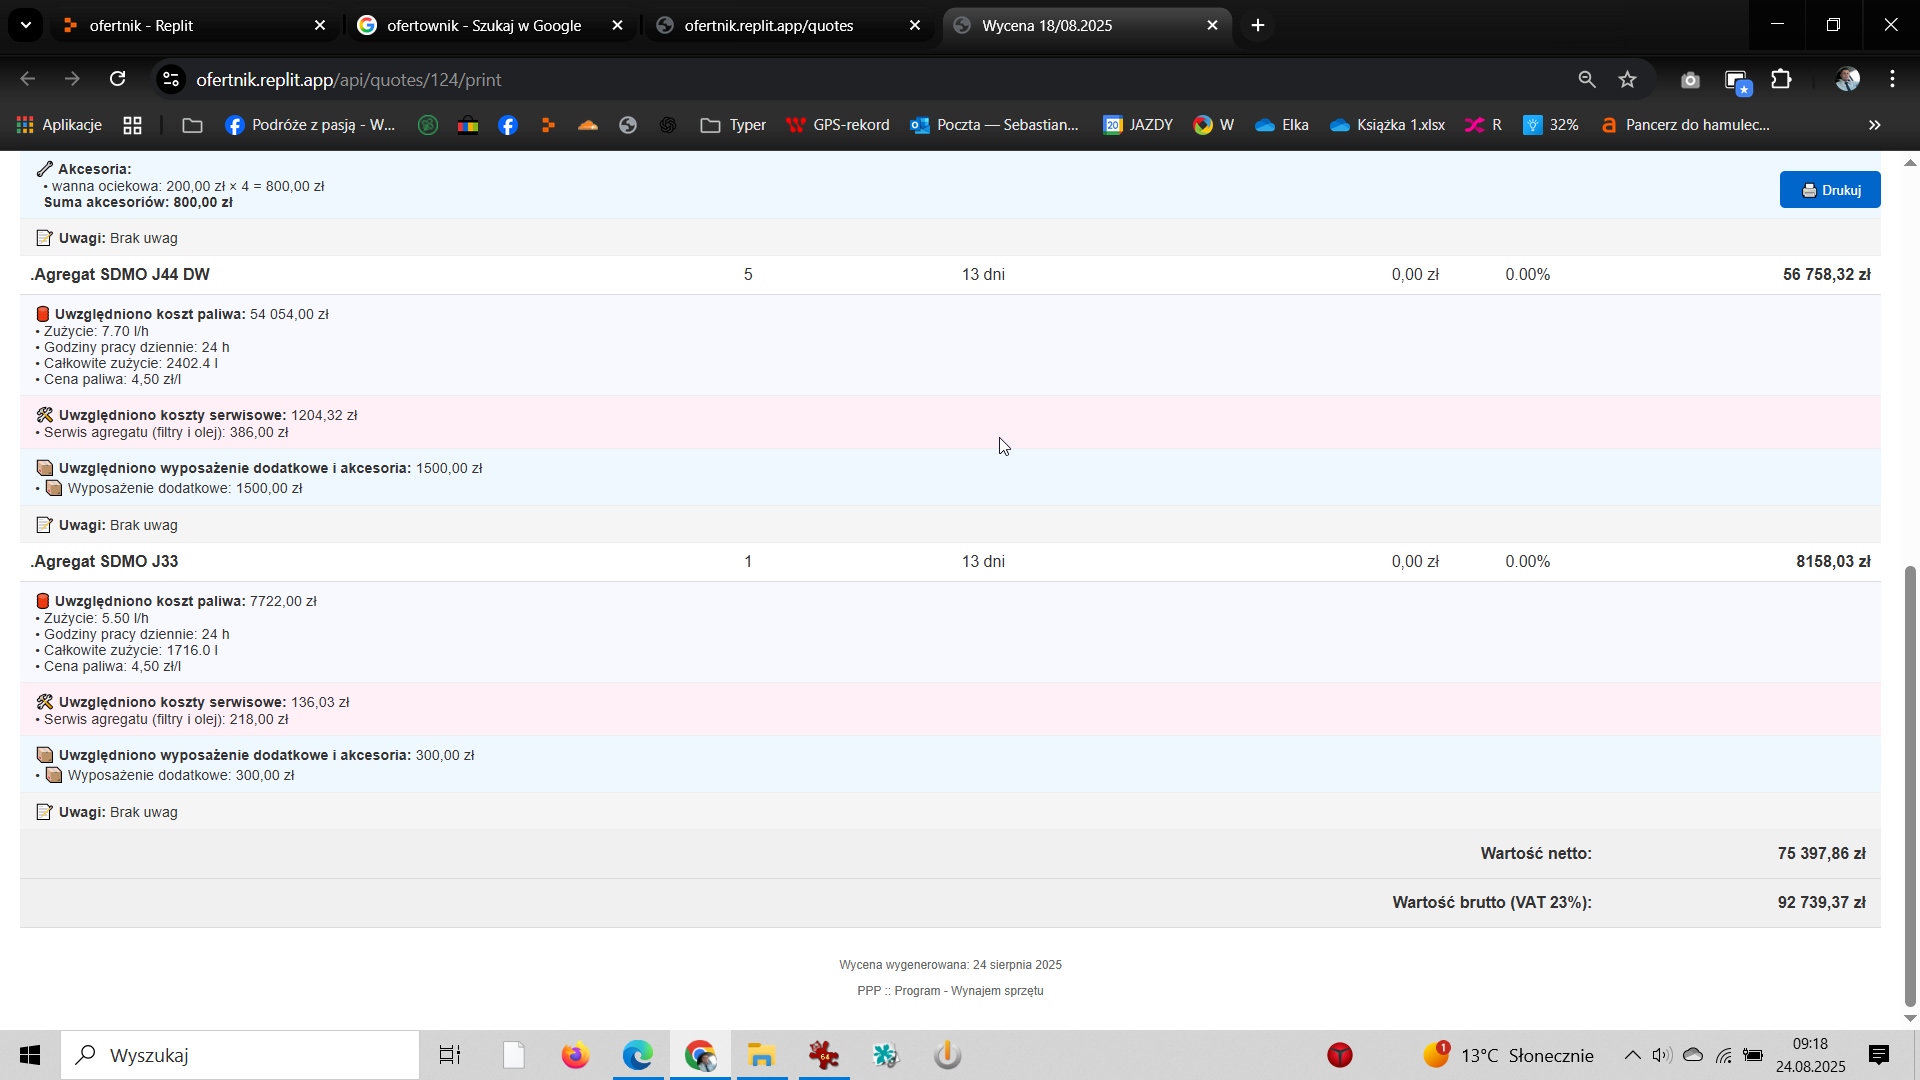 ofertnik - Replit
ofertownik - Szukaj w Google
ofertnik.replit.app/quotes
Wycena 18/08.2025
ofertnik.replit.app/api/quotes/124/print
Aplikacje
Podróże z pasją - W...
Typer
GPS-rekord
Poczta — Sebastian...
20 JAZDY
W
Elka
Książka 1.xlsx
R
32%
Pancerz do hamulec...
Akcesoria:
• wanna ociekowa: 200,00 zł × 4 = 800,00 zł
Suma akcesoriów: 800,00 zł
Drukuj
Uwagi: Brak uwag
.Agregat SDMO J44 DW 5 13 dni 0,00 zł 0.00% 56 758,32 zł
Uwzględniono koszt paliwa: 54 054,00 zł
• Zużycie: 7.70 l/h
• Godziny pracy dziennie: 24 h
• Całkowite zużycie: 2402.4 l
• Cena paliwa: 4,50 zł/l
Uwzględniono koszty serwisowe: 1204,32 zł
• Serwis agregatu (filtry i olej): 386,00 zł
Uwzględniono wyposażenie dodatkowe i akcesoria: 1500,00 zł
• Wyposażenie dodatkowe: 1500,00 zł
Uwagi: Brak uwag
.Agregat SDMO J33 1 13 dni 0,00 zł 0.00% 8158,03 zł
Uwzględniono koszt paliwa: 7722,00 zł
• Zużycie: 5.50 l/h
• Godziny pracy dziennie: 24 h
• Całkowite zużycie: 1716.0 l
• Cena paliwa: 4,50 zł/l
Uwzględniono koszty serwisowe: 136,03 zł
• Serwis agregatu (filtry i olej): 218,00 zł
Uwzględniono wyposażenie dodatkowe i akcesoria: 300,00 zł
• Wyposażenie dodatkowe: 300,00 zł
Uwagi: Brak uwag
Wartość netto: 75 397,86 zł
Wartość brutto (VAT 23%): 92 739,37 zł
Wycena wygenerowana: 24 sierpnia 2025
PPP :: Program - Wynajem sprzętu
Wyszukaj
64
1
13°C Słonecznie
09:18
24.08.2025